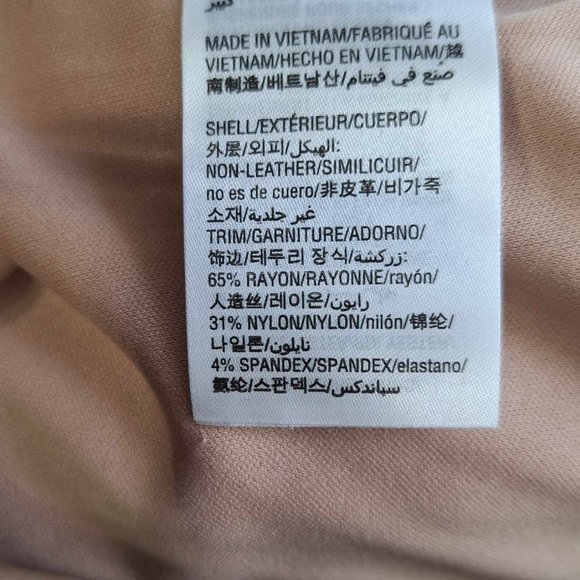 كبير
MADE IN VIETNAM/FABRIQUÉ AU
VIETNAM/HECHO EN VIETNAM/越
南制造/베트남산/صُنع في فيتنام
SHELL/EXTÉRIEUR/CUERPO/
外层/외피/الهيكل:
NON-LEATHER/SIMILICUIR/
no es de cuero/非皮革/비가죽
소재/غير جلدية
TRIM/GARNITURE/ADORNO/
饰边/테두리 장식/زركشة:
65% RAYON/RAYONNE/rayón/
人造丝/레이온/رايون
31% NYLON/NYLON/nilón/锦纶/
나일론/نايلون
4% SPANDEX/SPANDEX/elastano/
氨纶/스판덱스/سباندكس